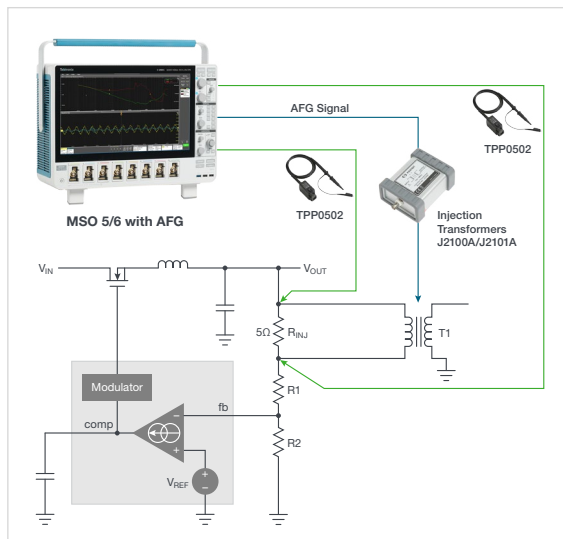 Tektronix
AFG Signal
TPP0502
TPP0502
MSO 5/6 with AFG
Injection
Transformers
J2100A/J2101A
VIN
VOUT
5Ω
RINJ
T1
R1
Modulator
fb
comp
R2
VREF